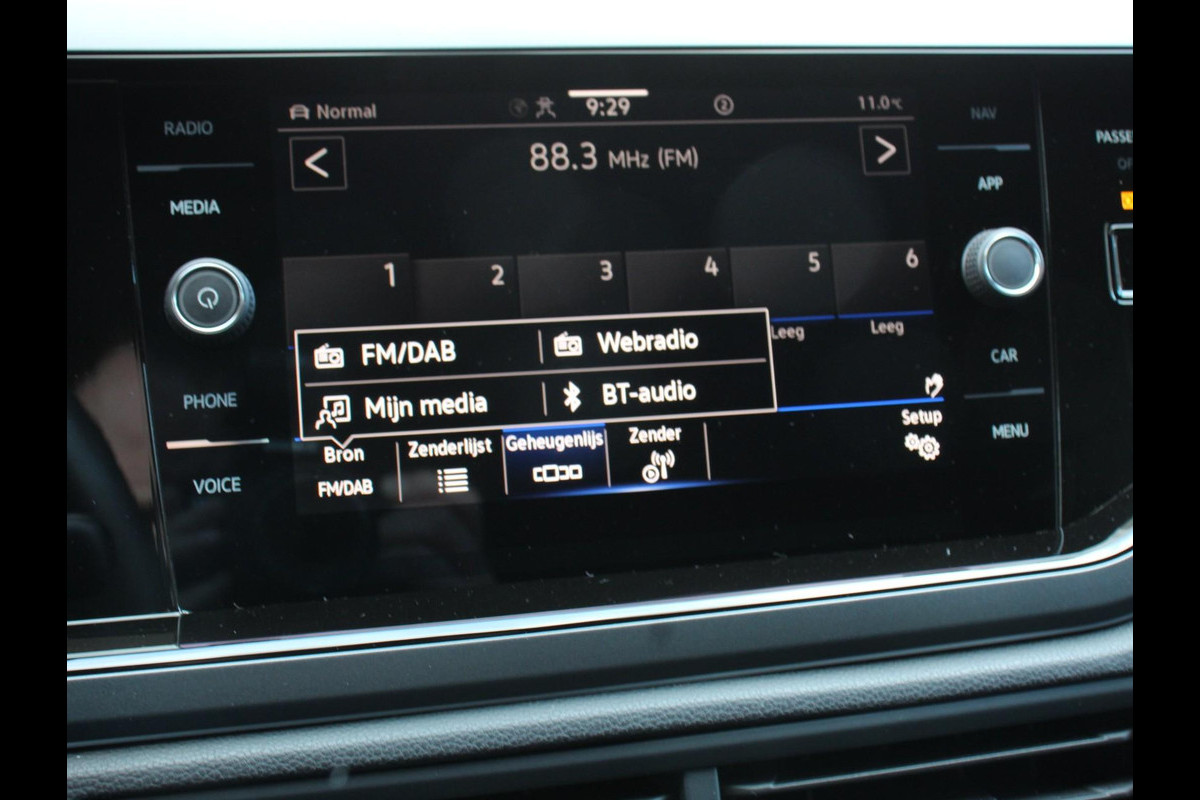 RADIO
MEDIA
PHONE
VOICE
Normal
9:29
2
11.0°C
88.3 MHz (FM)
1 2 3 4 5 6
Leeg Leeg
FM/DAB Webradio
Mijn media BT-audio
Bron Zenderlijst Geheugenlijs Zender Setup
FM/DAB
NAV
APP
CAR
MENU
PASSE